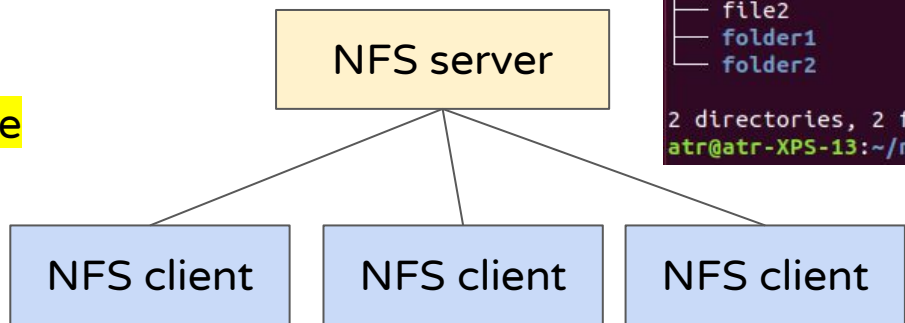 file2
folder1
folder2
2 directories, 2 f
atr@atr-XPS-13:~/
NFS server
e
NFS client
NFS client
NFS client